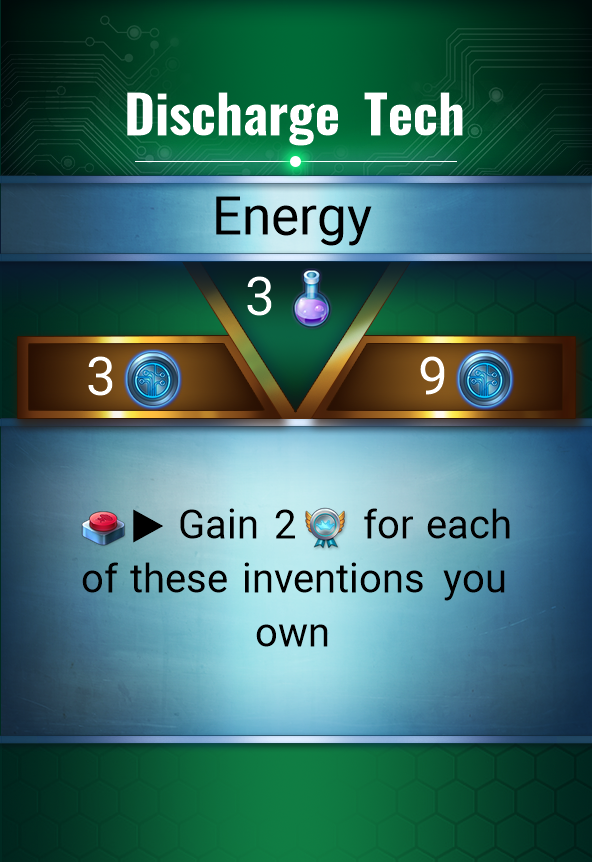 Discharge Tech
Energy
3
3 9
▶ Gain 2 for each
of these inventions you
own